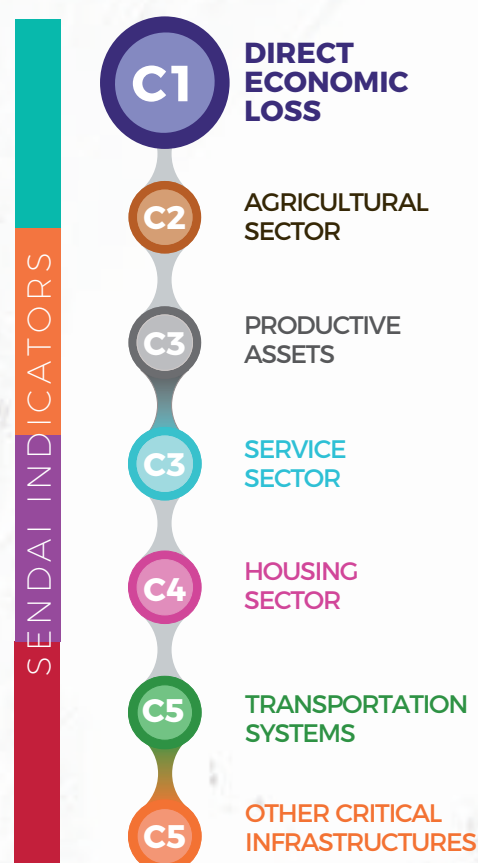 SENDAI INDICATORS
C1
DIRECT
ECONOMIC
LOSS
C2
AGRICULTURAL
SECTOR
C3
PRODUCTIVE
ASSETS
C3
SERVICE
SECTOR
C4
HOUSING
SECTOR
C5
TRANSPORTATION
SYSTEMS
C5
OTHER CRITICAL
INFRASTRUCTURES